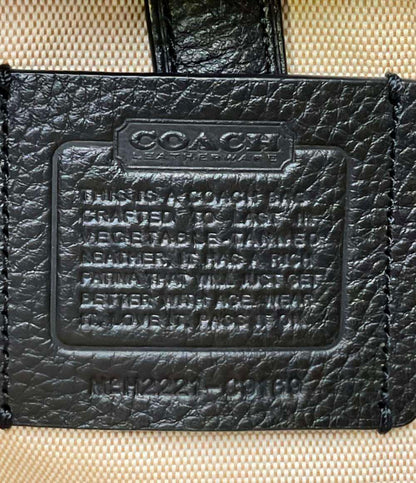 COACH
LEATHERWARE
THIS IS A COACH BAG
CRAFTED TO LAST IN
VEGETABLE-TANNED
LEATHER. IT HAS A RICH
PATINA THAT WILL JUST GET
BETTER WITH AGE. WEAR
IT. LOVE IT. PASS IT ON.